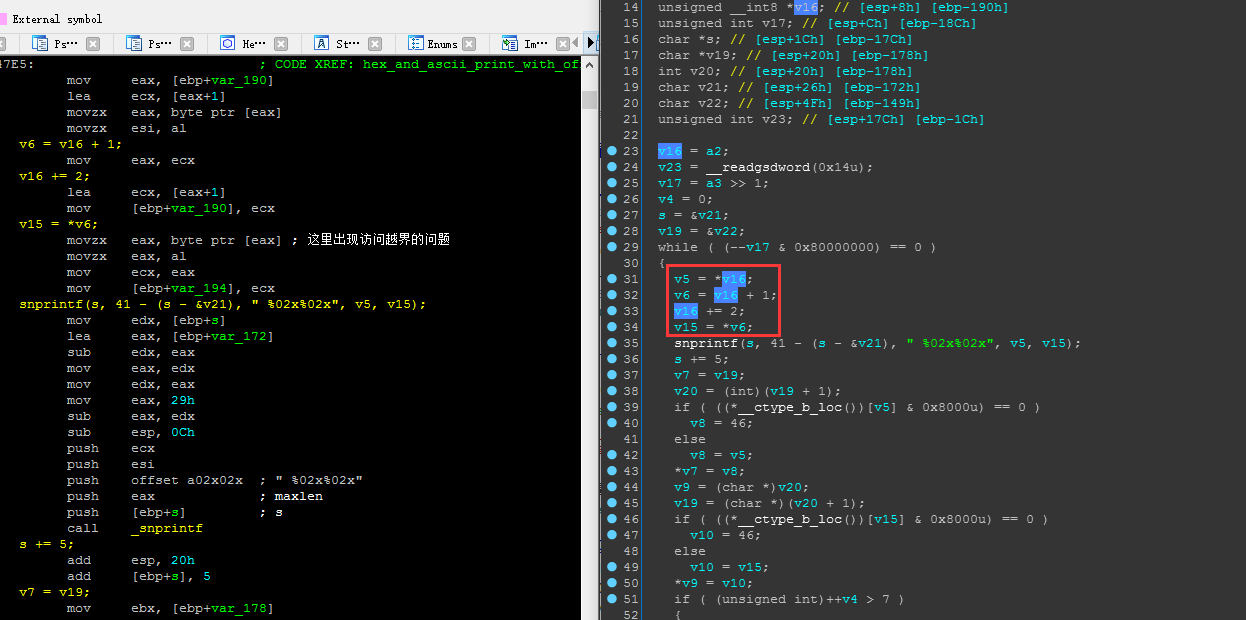 External symbol
Ps···
Ps···
He···
St···
Enums
Im···
47E5: ; CODE XREF: hex_and_ascii_print_with_of
mov eax, [ebp+var_190]
lea ecx, [eax+1]
movzx eax, byte ptr [eax]
movzx esi, al
v6 = v16 + 1;
mov eax, ecx
v16 += 2;
lea ecx, [eax+1]
mov [ebp+var_190], ecx
v15 = *v6;
movzx eax, byte ptr [eax] ; 这里出现访问越界的问题
movzx eax, al
mov ecx, eax
mov [ebp+var_194], ecx
snprintf(s, 41 - (s - &v21), " %02x%02x", v5, v15);
mov edx, [ebp+s]
lea eax, [ebp+var_172]
sub edx, eax
mov eax, edx
mov edx, eax
mov eax, 29h
sub eax, edx
sub esp, 0Ch
push ecx
push esi
push offset a02x02x ; " %02x%02x"
push eax ; maxlen
push [ebp+s] ; s
call _snprintf
s += 5;
add esp, 20h
add [ebp+s], 5
v7 = v19;
mov ebx, [ebp+var_178]
14 unsigned __int8 *v16; // [esp+8h] [ebp-190h]
15 unsigned int v17; // [esp+Ch] [ebp-18Ch]
16 char *s; // [esp+1Ch] [ebp-17Ch]
17 char *v19; // [esp+20h] [ebp-178h]
18 int v20; // [esp+20h] [ebp-178h]
19 char v21; // [esp+26h] [ebp-172h]
20 char v22; // [esp+4Fh] [ebp-149h]
21 unsigned int v23; // [esp+17Ch] [ebp-1Ch]
22
23 v16 = a2;
24 v23 = __readgsdword(0x14u);
25 v17 = a3 >> 1;
26 v4 = 0;
27 s = &v21;
28 v19 = &v22;
29 while ( (--v17 & 0x80000000) == 0 )
30 {
31 v5 = *v16;
32 v6 = v16 + 1;
33 v16 += 2;
34 v15 = *v6;
35 snprintf(s, 41 - (s - &v21), " %02x%02x", v5, v15);
36 s += 5;
37 v7 = v19;
38 v20 = (int)(v19 + 1);
39 if ( ((*__ctype_b_loc())[v5] & 0x8000u) == 0 )
40 v8 = 46;
41 else
42 v8 = v5;
43 *v7 = v8;
44 v9 = (char *)v20;
45 v19 = (char *)(v20 + 1);
46 if ( ((*__ctype_b_loc())[v15] & 0x8000u) == 0 )
47 v10 = 46;
48 else
49 v10 = v15;
50 *v9 = v10;
51 if ( (unsigned int)++v4 > 7 )
52 {